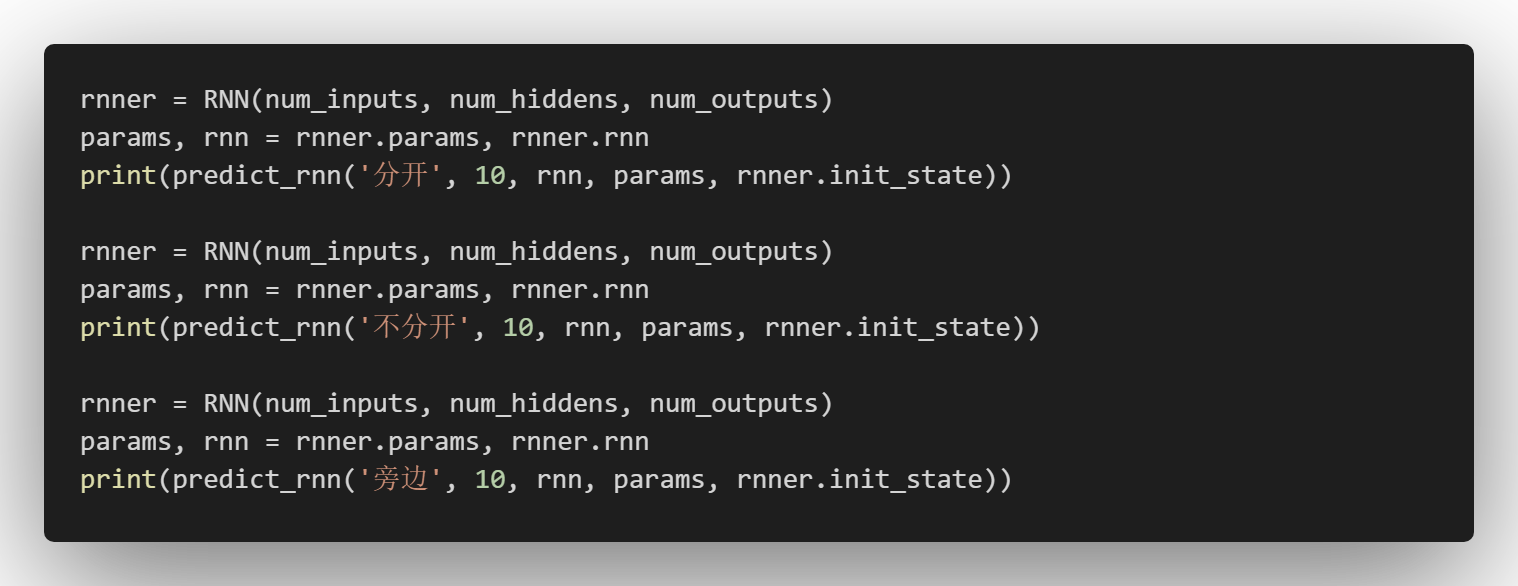 rnner = RNN(num_inputs, num_hiddens, num_outputs)
params, rnn = rnner.params, rnner.rnn
print(predict_rnn('分开', 10, rnn, params, rnner.init_state))
rnner = RNN(num_inputs, num_hiddens, num_outputs)
params, rnn = rnner.params, rnner.rnn
print(predict_rnn('不分开', 10, rnn, params, rnner.init_state))
rnner = RNN(num_inputs, num_hiddens, num_outputs)
params, rnn = rnner.params, rnner.rnn
print(predict_rnn('旁边', 10, rnn, params, rnner.init_state))